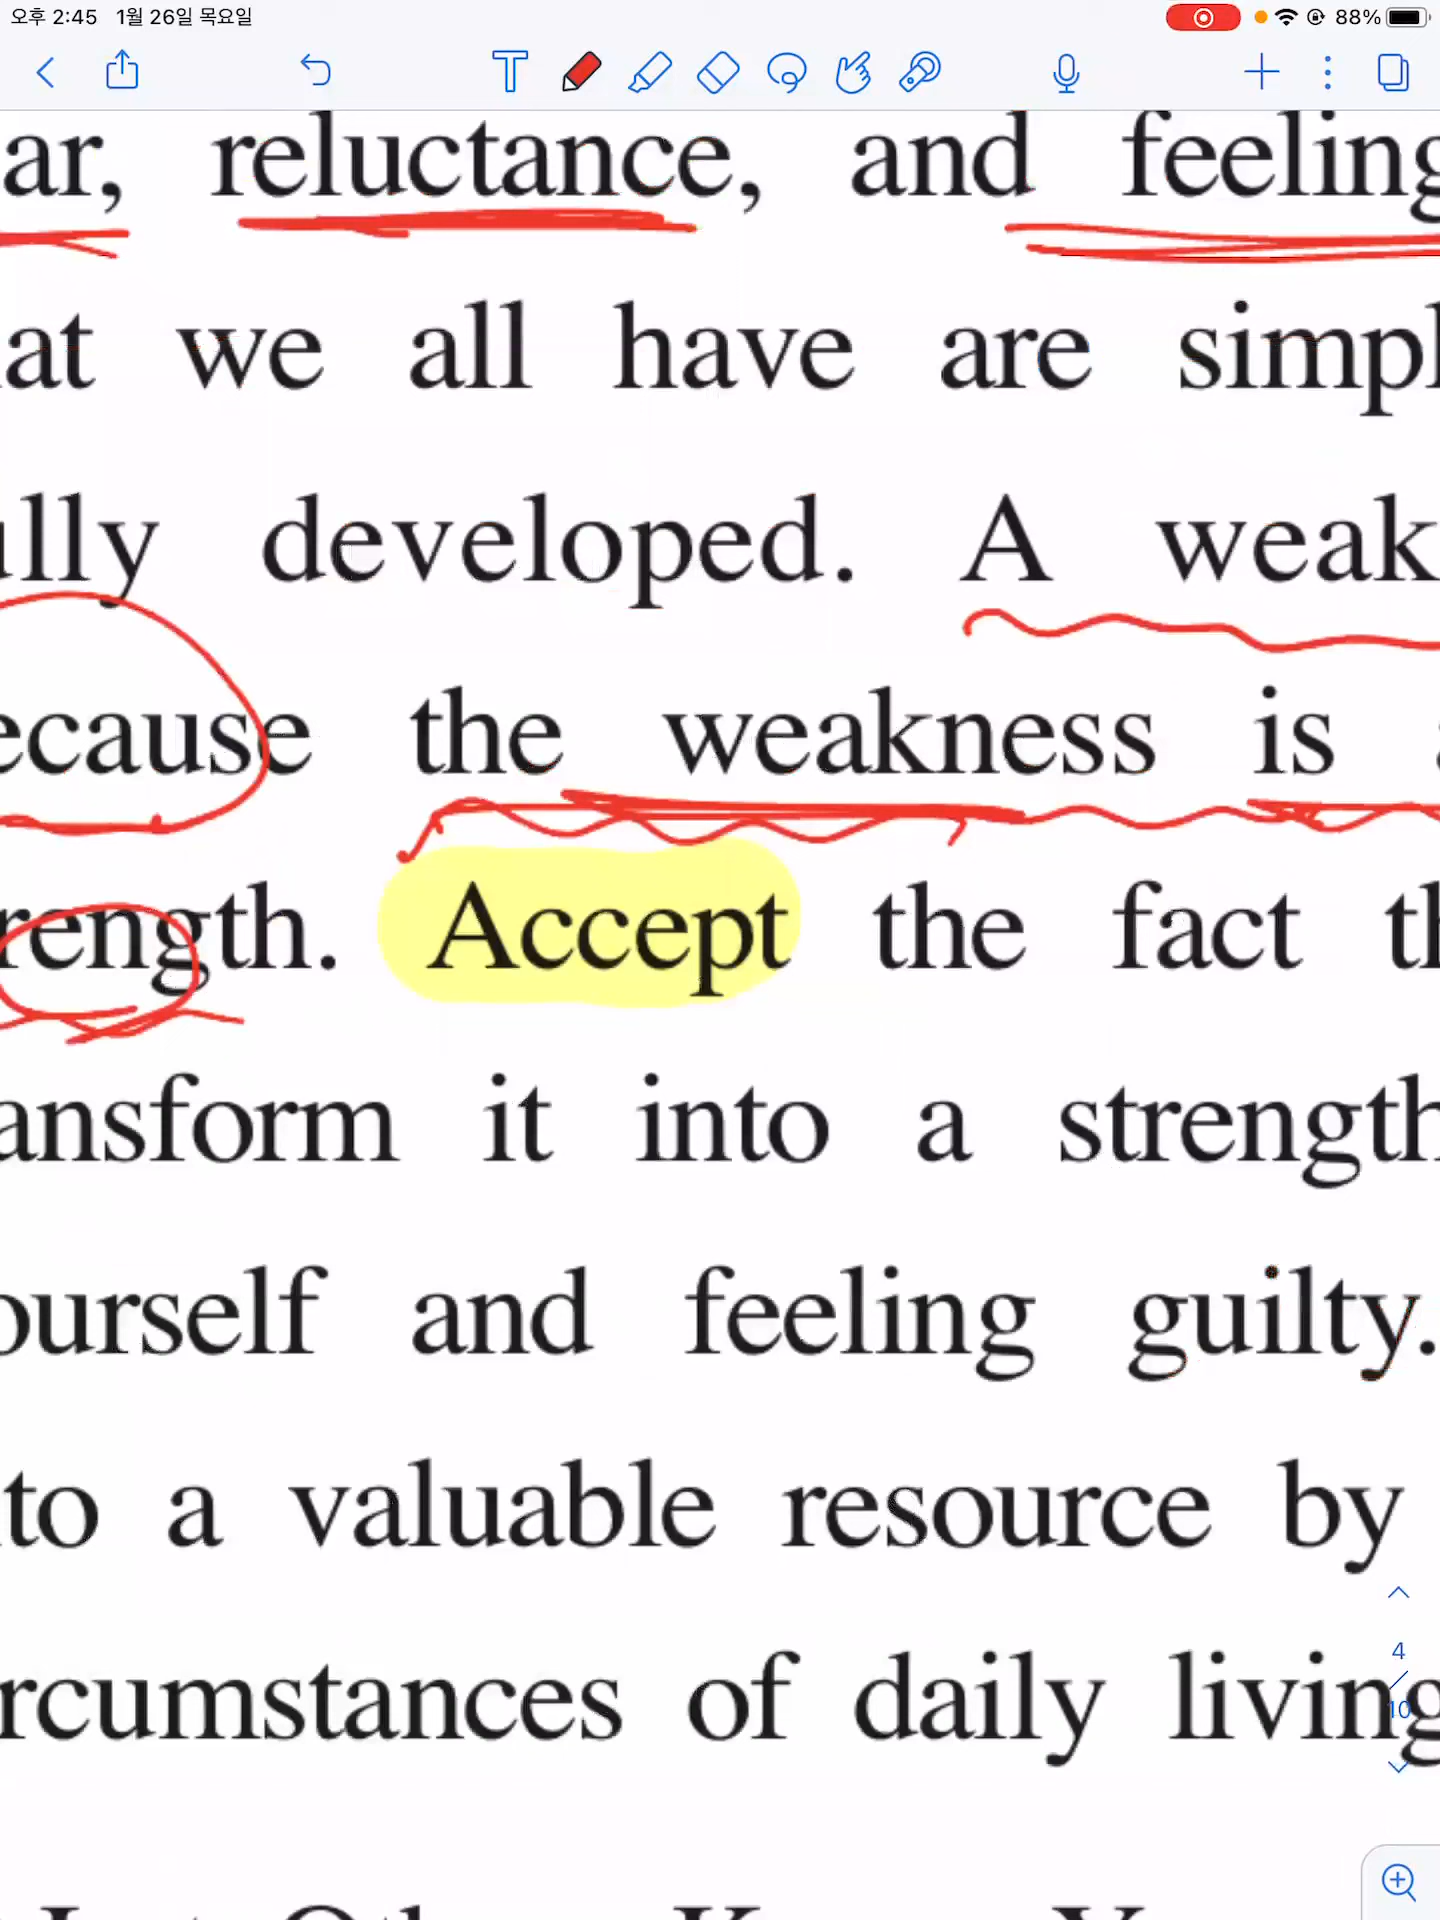 오후 2:45 1월 26일 목요일 88%
ar, reluctance, and feeling
at we all have are simpl
ully developed. A weak
ecause the weakness is
rength. Accept the fact th
ansform it into a strength
ourself and feeling guilty.
to a valuable resource by
4
10
rcumstances of daily living